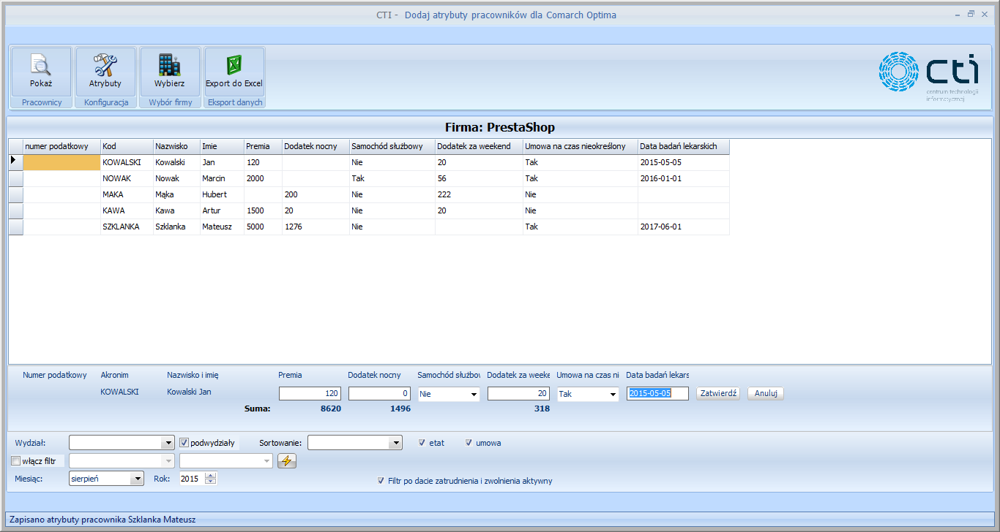 CTI - Dodaj atrybuty pracowników dla Comarch Optima
Pokaż Atrybuty Wybierz Export do Excel
Pracownicy Konfiguracja Wybór firmy Eksport danych
cti
centrum technologii
informatycznej
Firma: PrestaShop
numer podatkowy Kod Nazwisko Imie Premia Dodatek nocny Samochód służbowy Dodatek za weekend Umowa na czas nieokreślony Data badań lekarskich
KOWALSKI Kowalski Jan 120 Nie 20 Tak 2015-05-05
NOWAK Nowak Marcin 2000 Tak 56 Tak 2016-01-01
MAKA Mąka Hubert 200 Nie 222 Nie
KAWA Kawa Artur 1500 20 Nie 20 Nie
SZKLANKA Szklanka Mateusz 5000 1276 Nie Tak 2017-06-01
Numer podatkowy Akronim Nazwisko i imię Premia Dodatek nocny Samochód służbov Dodatek za weeke Umowa na czas ni Data badań lekars
KOWALSKI Kowalski Jan 120 0 Nie 20 Tak 2015-05-05 Zatwierdź Anuluj
Suma: 8620 1496 318
Wydział: podwydziały Sortowanie: etat umowa
włącz filtr
Miesiąc: sierpień Rok: 2015 Filtr po dacie zatrudnienia i zwolnienia aktywny
Zapisano atrybuty pracownika Szklanka Mateusz